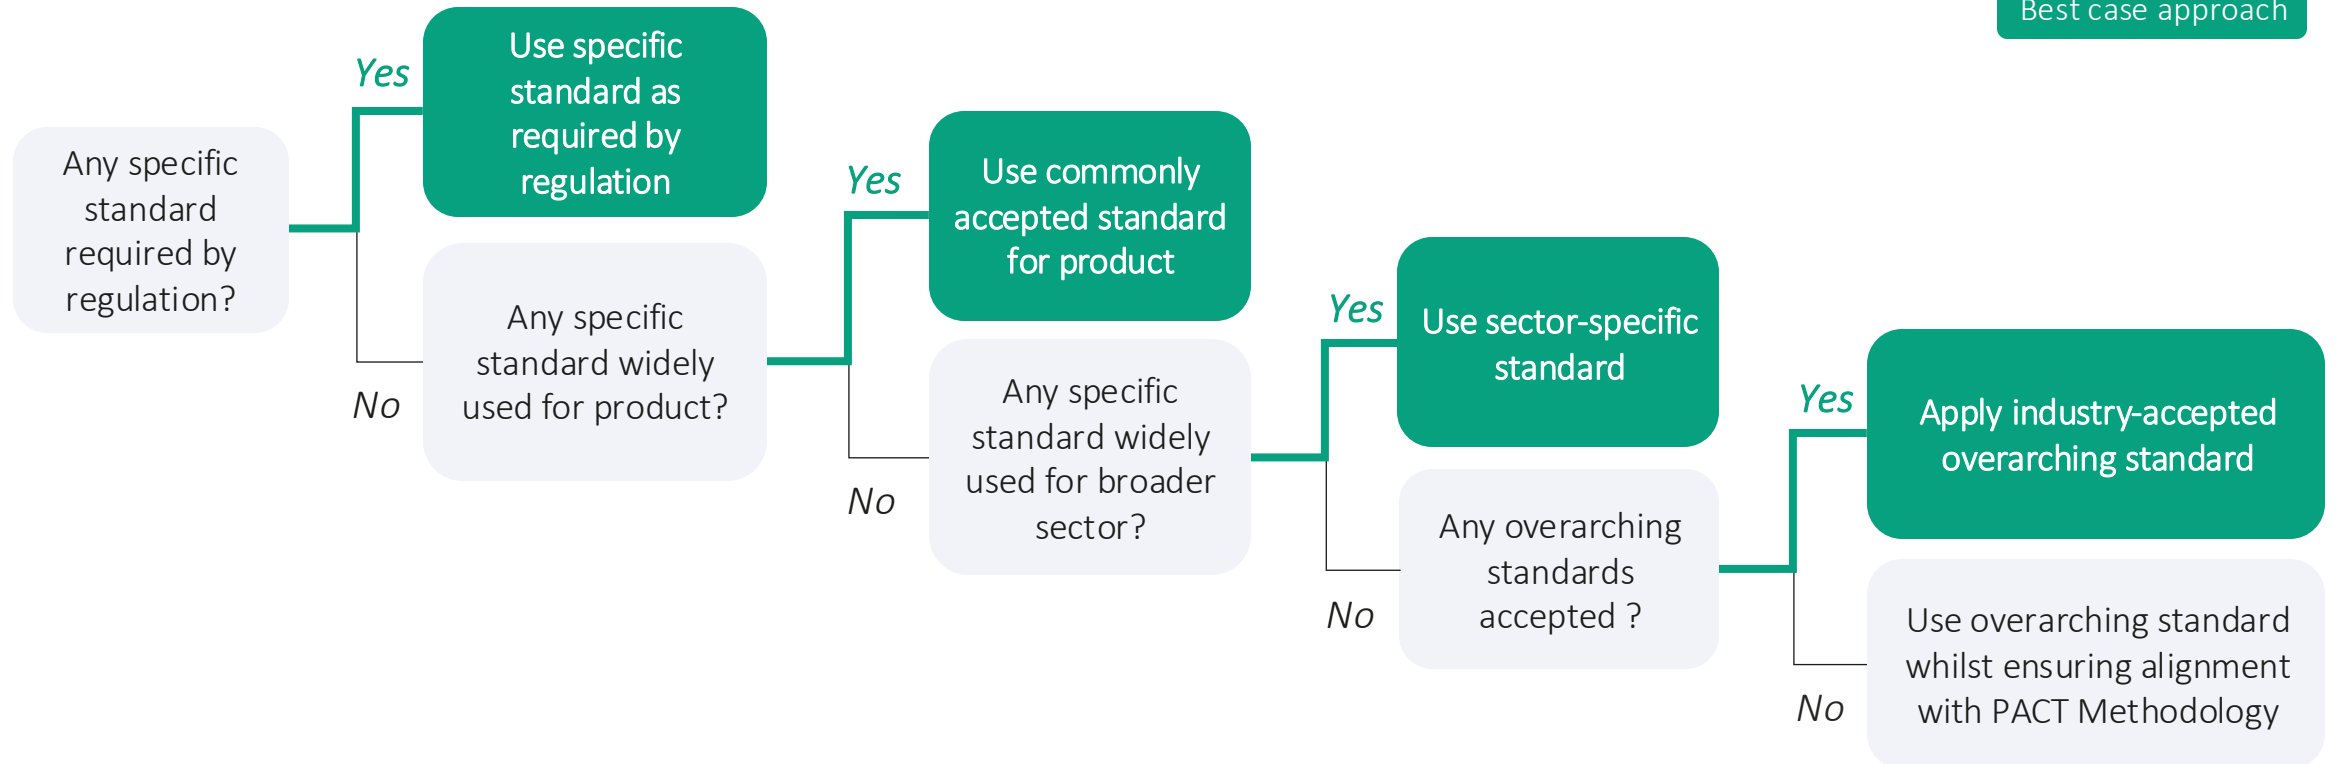 Best case approach
Yes
Use specific
standard as
required by
regulation
Any specific
standard
required by
regulation?
No
Any specific
standard widely
used for product?
Yes
Use commonly
accepted standard
for product
No
Any specific
standard widely
used for broader
sector?
Yes
Use sector-specific
standard
No
Any overarching
standards
accepted ?
Yes
Apply industry-accepted
overarching standard
No
Use overarching standard
whilst ensuring alignment
with PACT Methodology